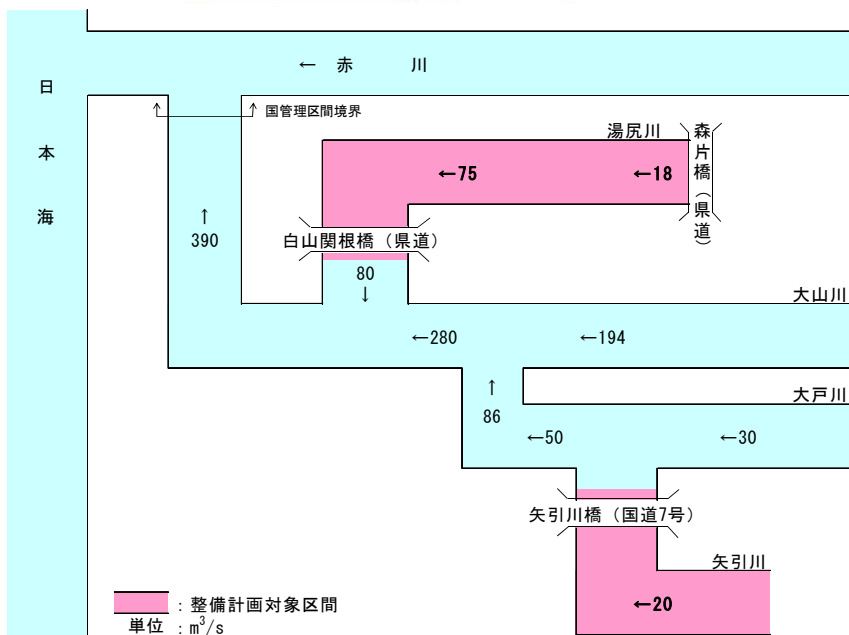 ← 赤 川
日本海
国管理区間境界
湯尻川
森片橋（県道）
←75
←18
↑
390
白山関根橋（県道）
80
↓
大山川
←280
←194
大戸川
↑
86
←50
←30
矢引川橋（国道7号）
矢引川
←20
：整備計画対象区間
単位：m³/s